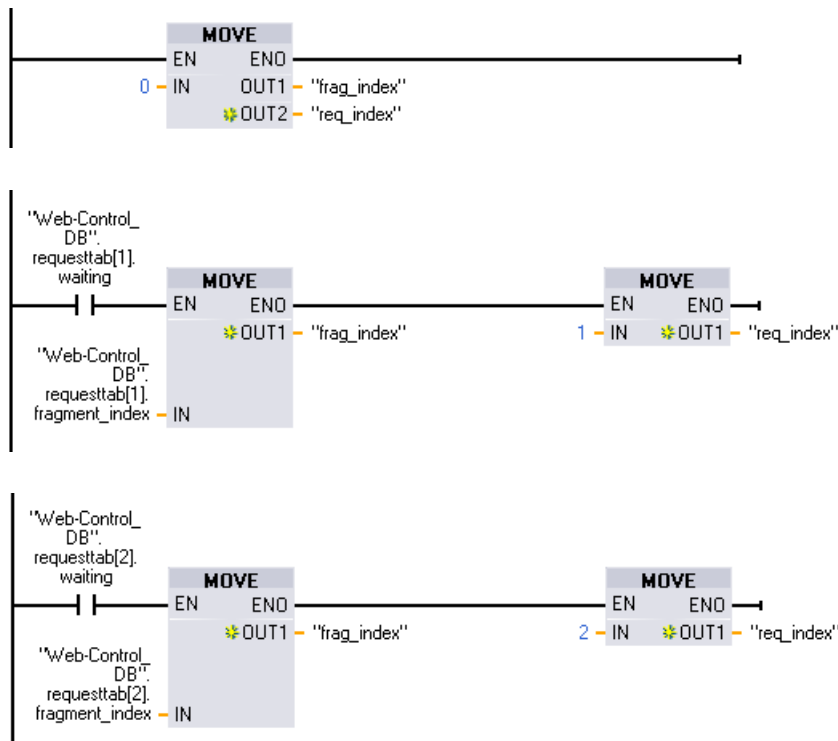 MOVE
EN ENO
0 IN OUT1 "frag_index"
OUT2 "req_index"
"Web-Control_
DB".
requesttab[1].
waiting
MOVE MOVE
EN ENO EN ENO
OUT1 "frag_index" 1 IN OUT1 "req_index"
"Web-Control_
DB".
requesttab[1].
fragment_index IN
"Web-Control_
DB".
requesttab[2].
waiting
MOVE MOVE
EN ENO EN ENO
OUT1 "frag_index" 2 IN OUT1 "req_index"
"Web-Control_
DB".
requesttab[2].
fragment_index IN